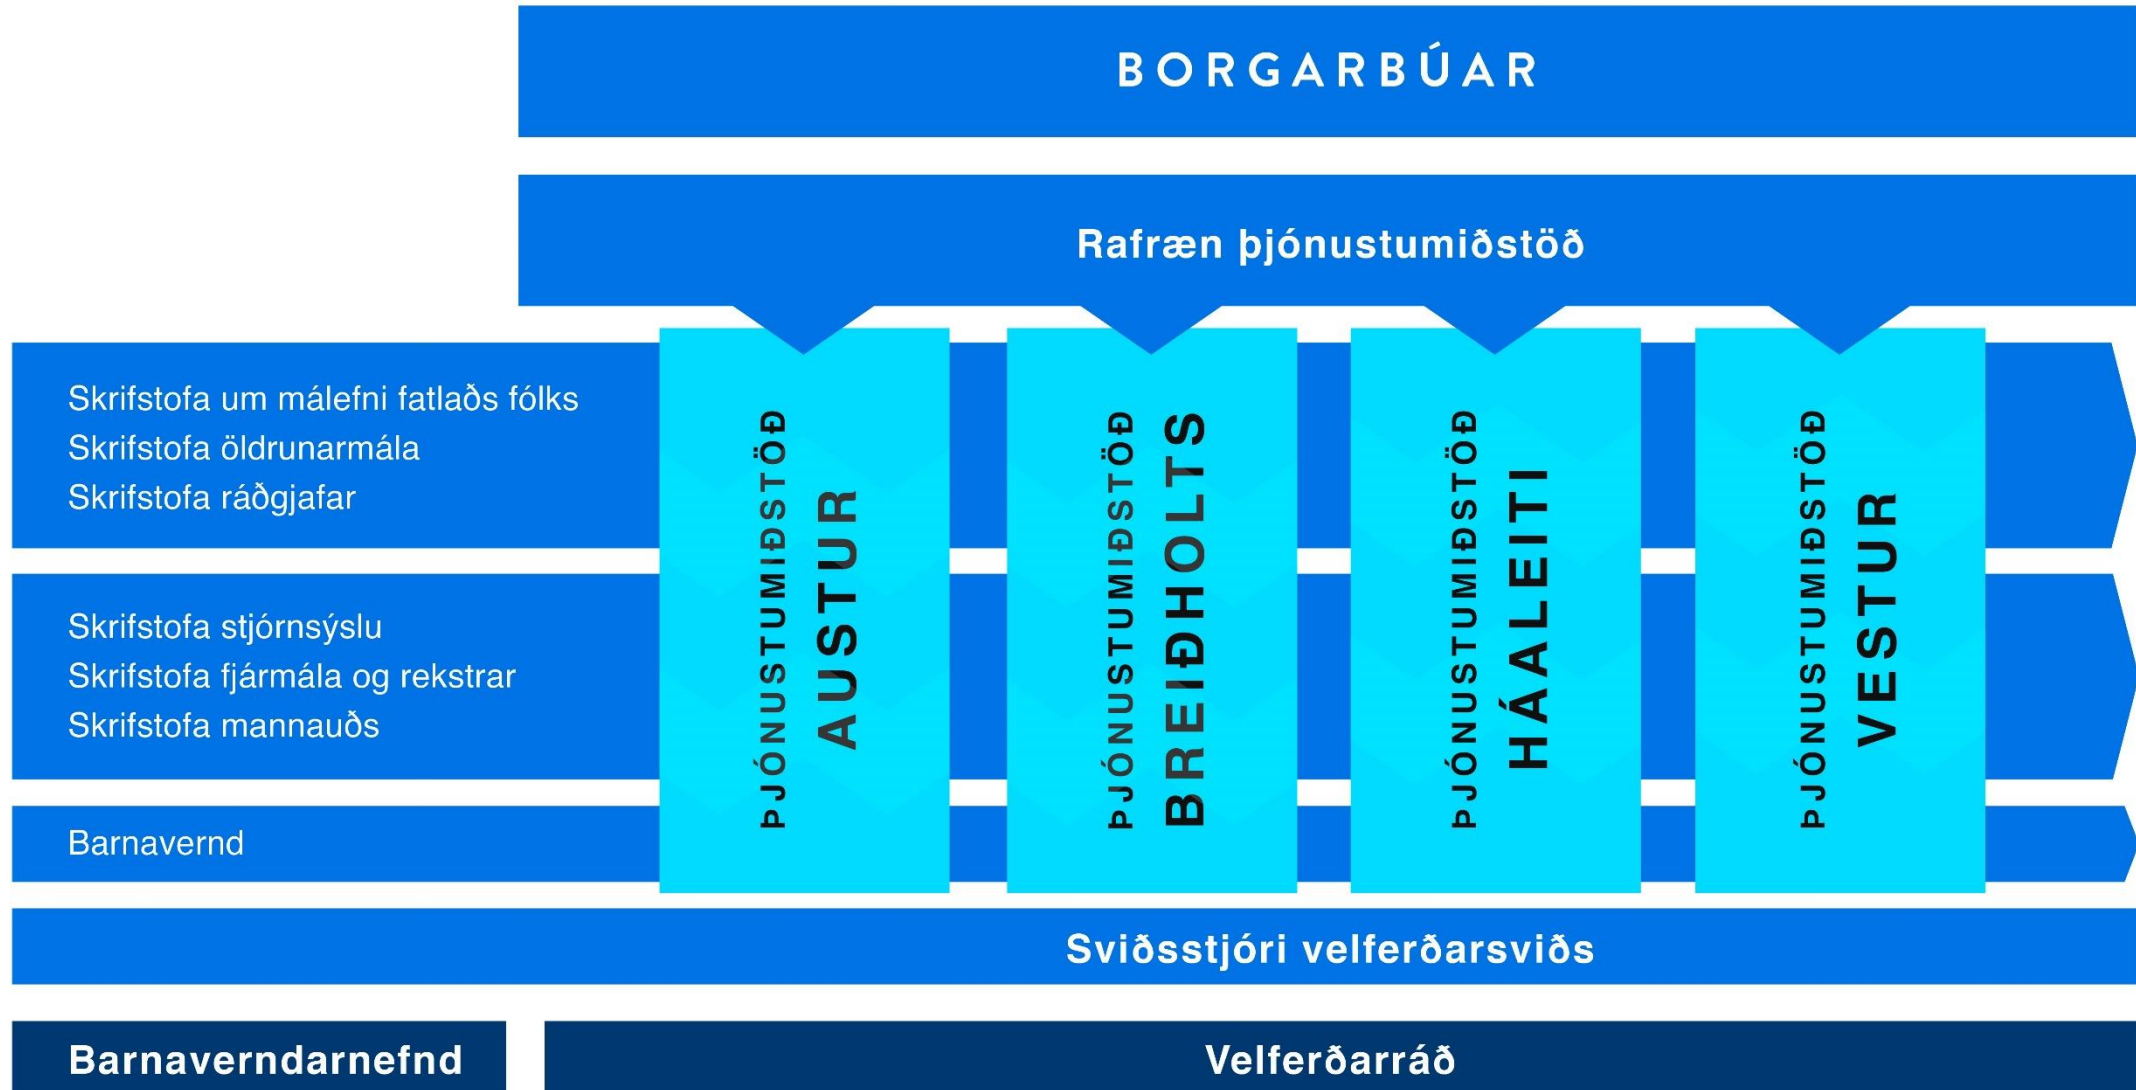 BORGARBÚAR
Rafræn þjónustumiðstöð
Skrifstofa um málefni fatlaðs fólks
Skrifstofa öldrunarmála
Skrifstofa ráðgjafar
Skrifstofa stjórnsýslu
Skrifstofa fjármála og rekstrar
Skrifstofa mannauðs
Barnavernd
ÞJÓNUSTUMIÐSTÖÐ
AUSTUR
ÞJÓNUSTUMIÐSTÖÐ
BREIÐHOLTS
ÞJÓNUSTUMIÐSTÖÐ
HÁALEITI
ÞJÓNUSTUMIÐSTÖÐ
VESTUR
Sviðsstjóri velferðarsviðs
Barnaverndarnefnd
Velferðarráð